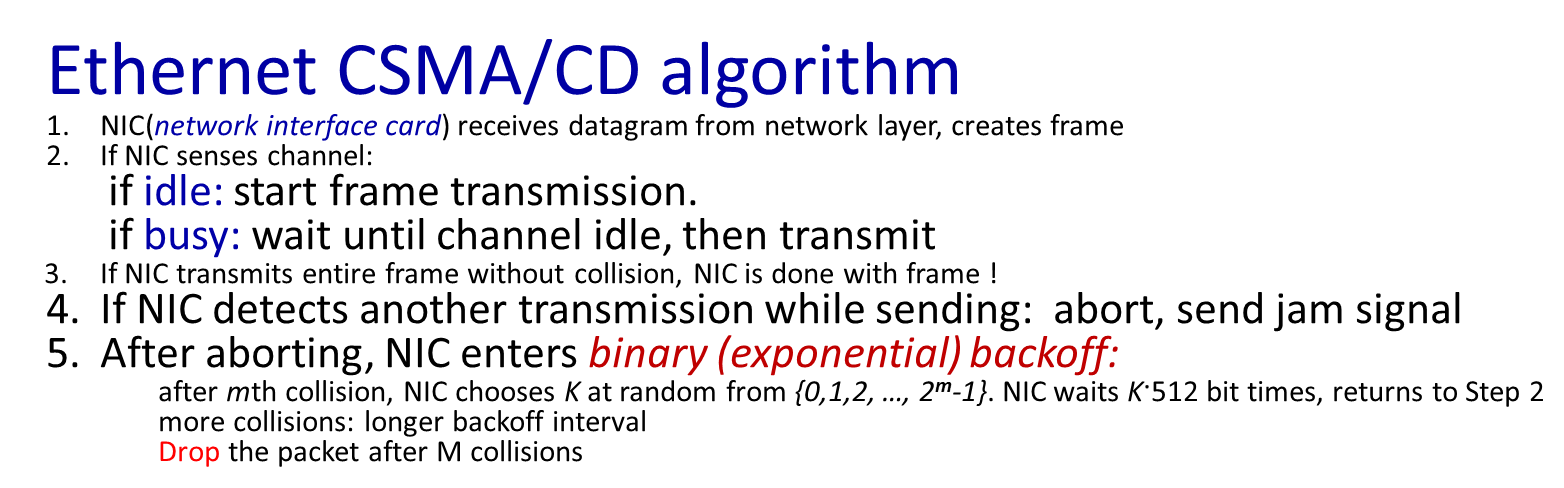 Ethernet CSMA/CD algorithm
1. NIC(network interface card) receives datagram from network layer, creates frame
2. If NIC senses channel:
if idle: start frame transmission.
if busy: wait until channel idle, then transmit
3. If NIC transmits entire frame without collision, NIC is done with frame !
4. If NIC detects another transmission while sending: abort, send jam signal
5. After aborting, NIC enters binary (exponential) backoff:
after mth collision, NIC chooses K at random from {0,1,2, …, 2ᵐ-1}. NIC waits K·512 bit times, returns to Step 2
more collisions: longer backoff interval
Drop the packet after M collisions